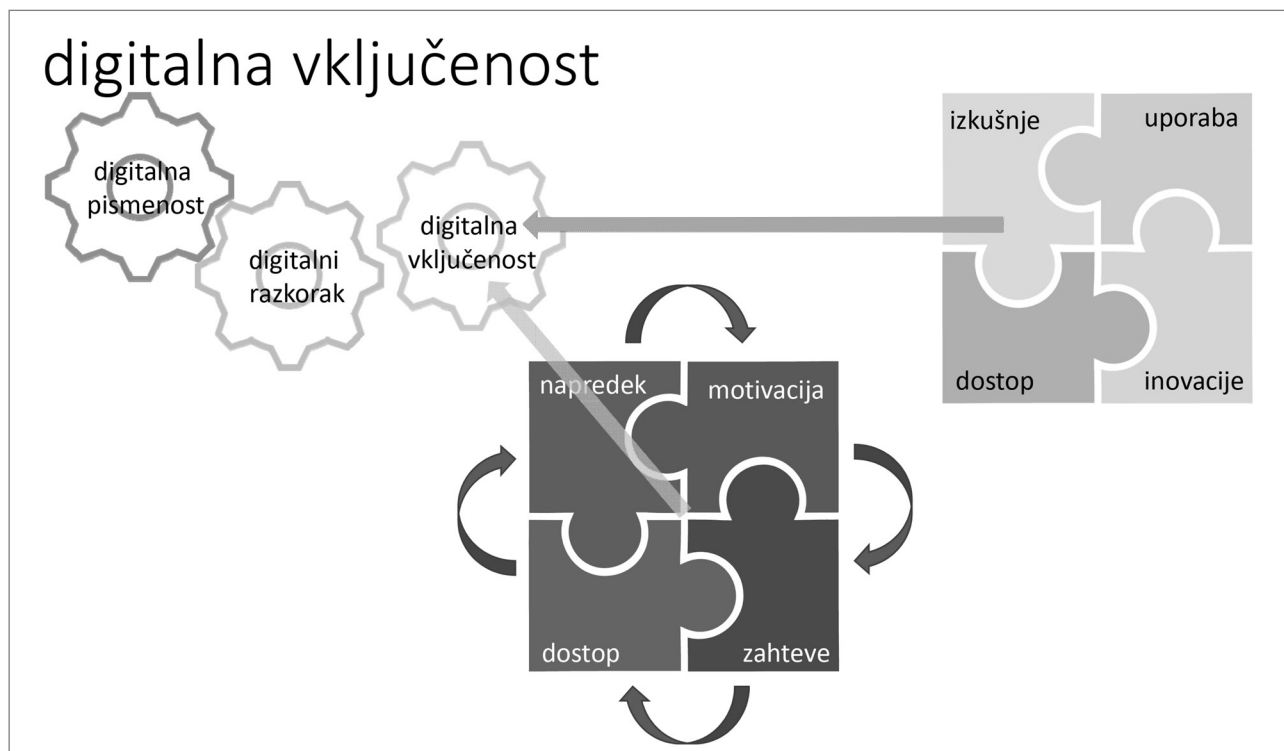 digitalna vključenost
digitalna
pismenost
digitalni
razkorak
digitalna
vključenost
izkušnje
uporaba
dostop
inovacije
napredek
motivacija
dostop
zahteve